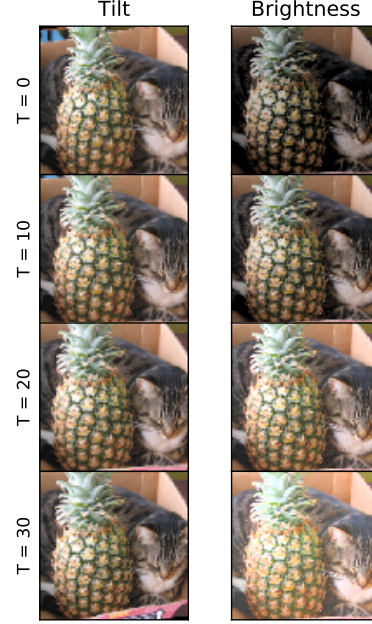 Tilt
Brightness
T = 0
T = 10
T = 20
T = 30